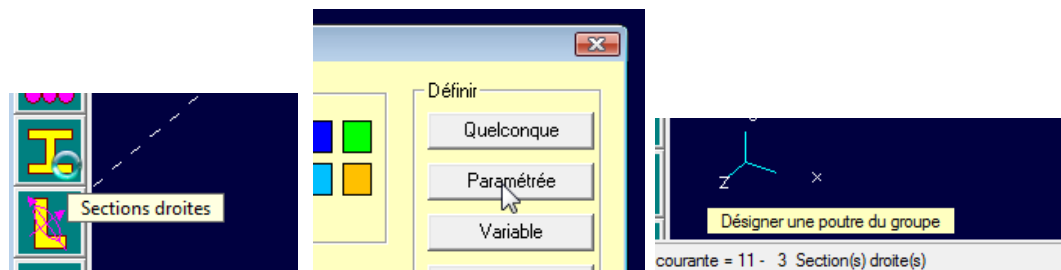 Sections droites
Définir
Quelconque
Paramétrée
Variable
Z
x
Désigner une poutre du groupe
courante = 11 - 3 Section(s) droite(s)